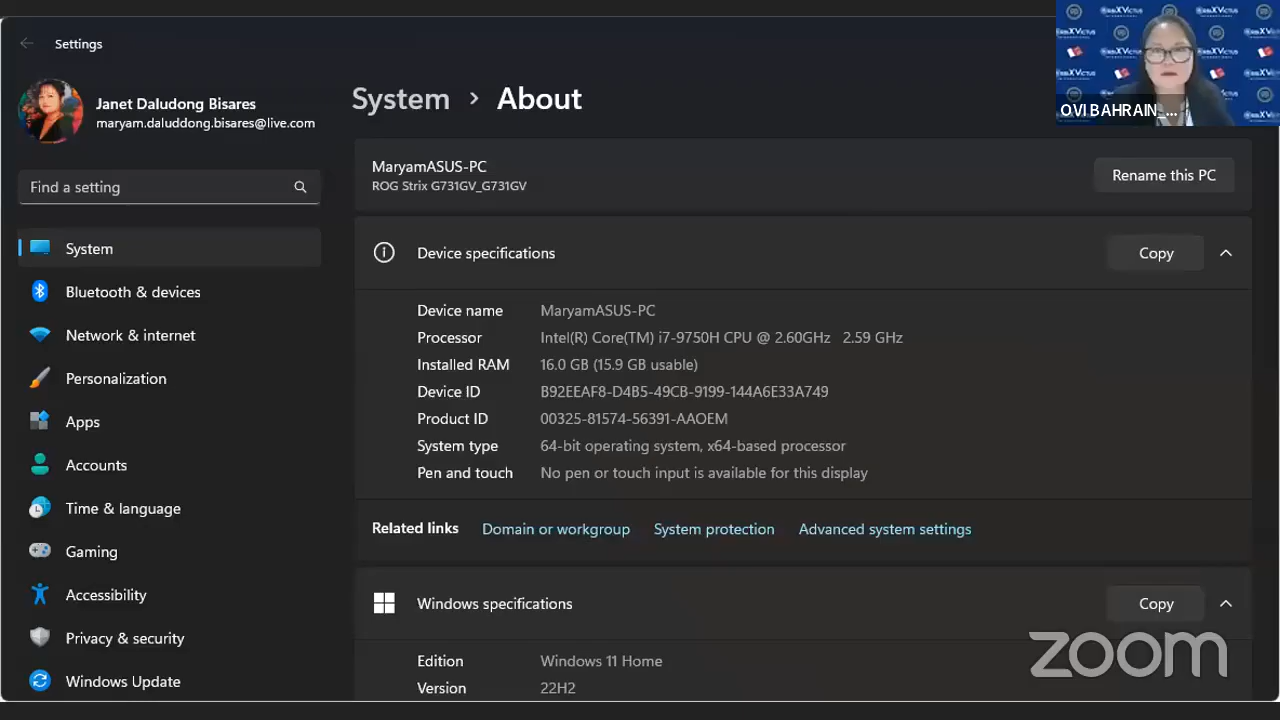 Settings
Janet Daludong Bisares
maryam.daluddong.bisares@live.com
Find a setting
System
Bluetooth & devices
Network & internet
Personalization
Apps
Accounts
Time & language
Gaming
Accessibility
Privacy & security
Windows Update
System > About
MaryamASUS-PC
ROG Strix G731GV_G731GV
Rename this PC
Device specifications
Copy
Device name MaryamASUS-PC
Processor Intel(R) Core(TM) i7-9750H CPU @ 2.60GHz 2.59 GHz
Installed RAM 16.0 GB (15.9 GB usable)
Device ID B92EEAF8-D4B5-49CB-9199-144A6E33A749
Product ID 00325-81574-56391-AAOEM
System type 64-bit operating system, x64-based processor
Pen and touch No pen or touch input is available for this display
Related links Domain or workgroup System protection Advanced system settings
Windows specifications
Copy
Edition Windows 11 Home
Version 22H2
OVI BAHRAIN_...
zoom